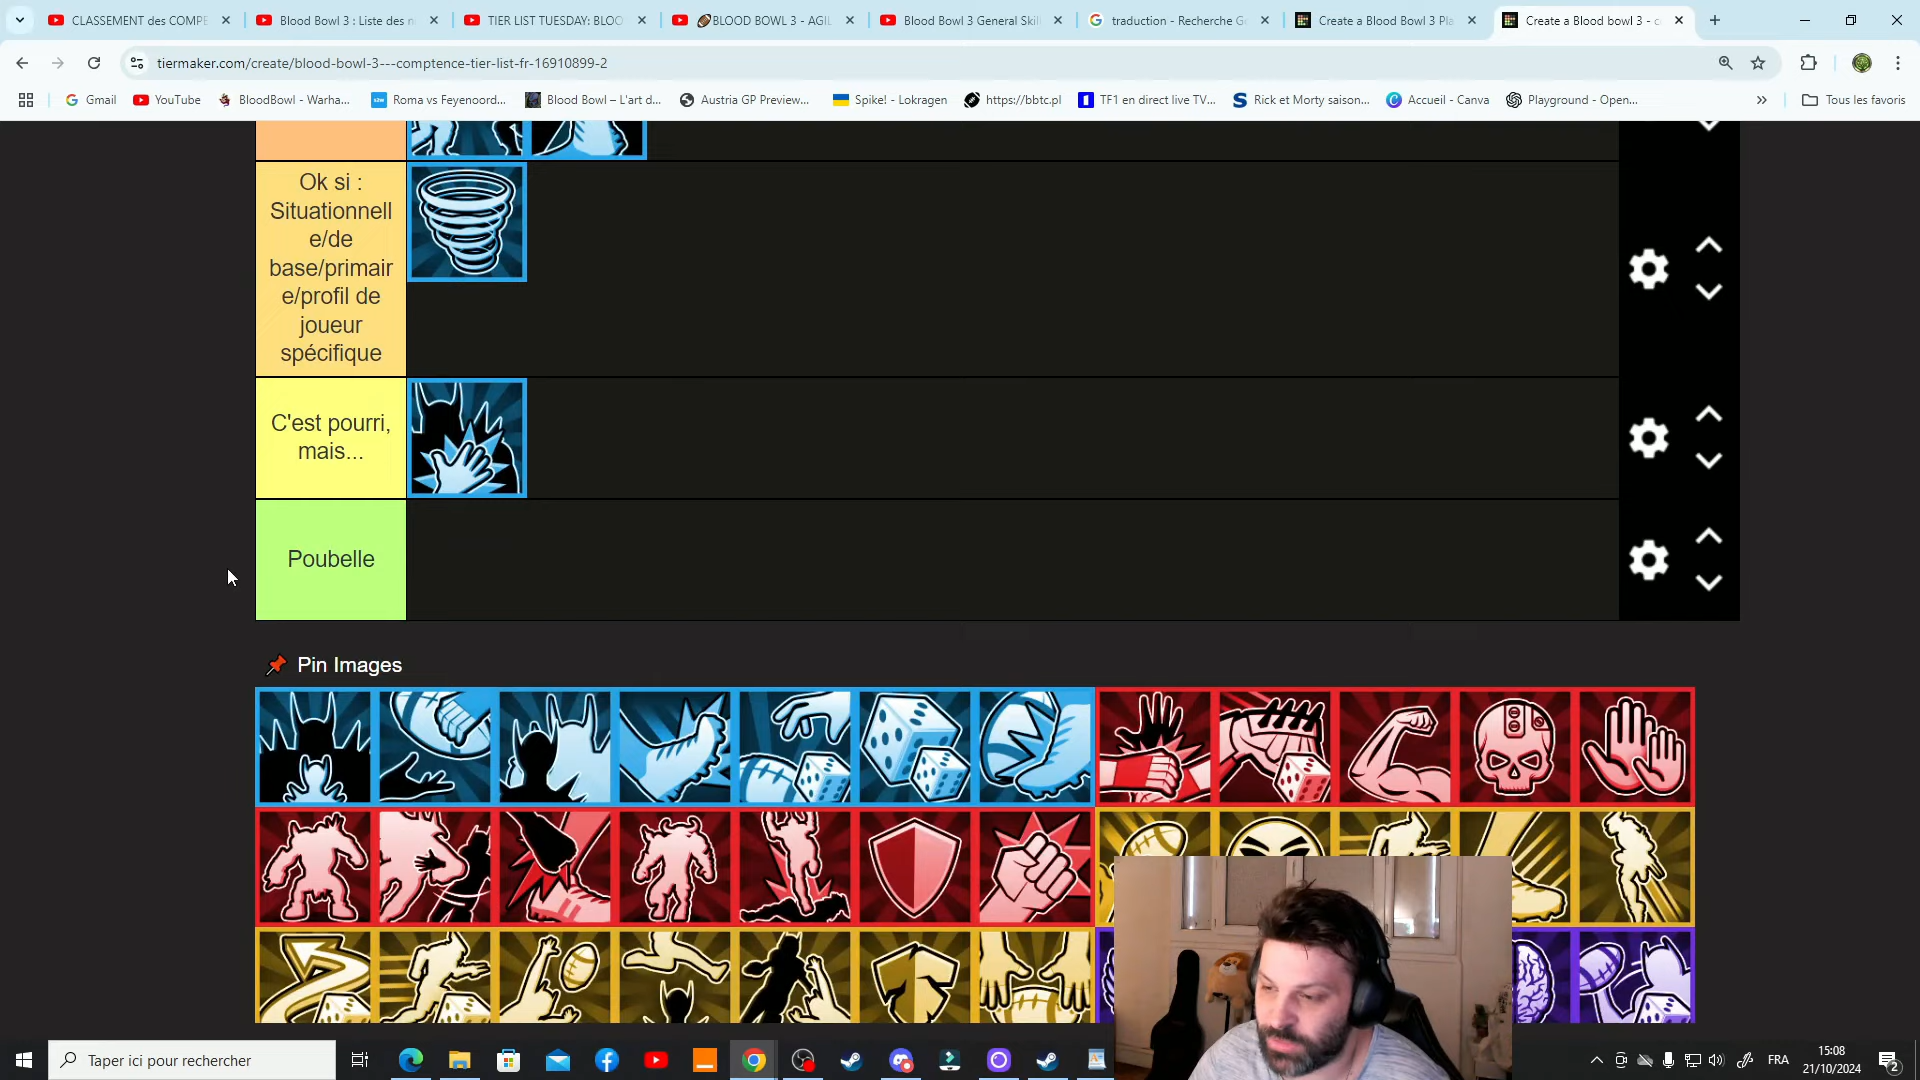 CLASSEMENT des COMPE
Blood Bowl 3 : Liste des n
TIER LIST TUESDAY: BLOO
🏈BLOOD BOWL 3 - AGIL
Blood Bowl 3 General Skil
traduction - Recherche G
Create a Blood Bowl 3 Pla
Create a Blood bowl 3 - c
tiermaker.com/create/blood-bowl-3---comptence-tier-list-fr-16910899-2
Gmail
YouTube
BloodBowl - Warha...
Roma vs Feyenoord...
Blood Bowl – L'art d...
Austria GP Preview...
Spike! - Lokragen
https://bbtc.pl
TF1 en direct live TV...
Rick et Morty saison...
Accueil - Canva
Playground - Open...
Tous les favoris
Ok si :
Situationnell
e/de
base/primair
e/profil de
joueur
spécifique
C'est pourri,
mais...
Poubelle
📌 Pin Images
Taper ici pour rechercher
FRA
15:08
21/10/2024
2